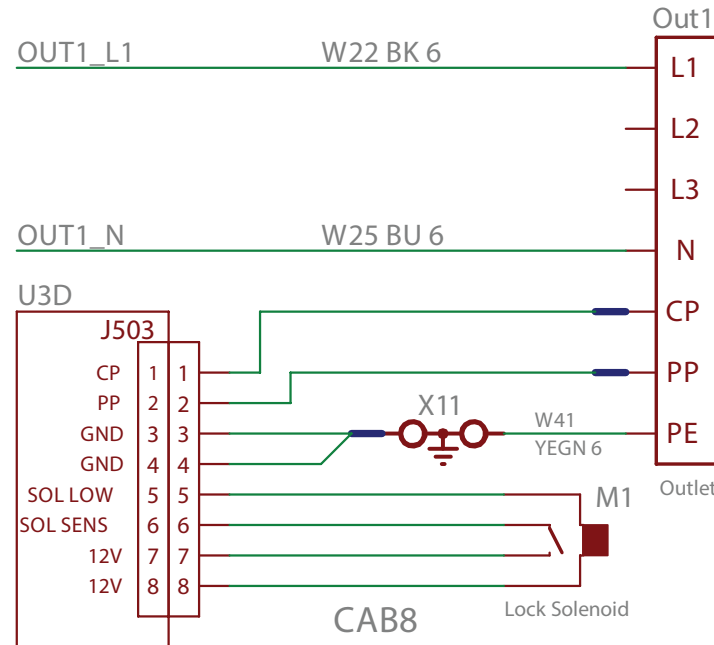 Out1
OUT1_L1 W22 BK 6 L1
L2
L3
OUT1_N W25 BU 6 N
U3D
CP
J503
CP 1 1 PP
PP 2 2 X11
GND 3 3 W41 PE
YEGN 6
GND 4 4
SOL LOW 5 5 M1 Outlet
SOL SENS 6 6
12V 7 7
12V 8 8
Lock Solenoid
CAB8